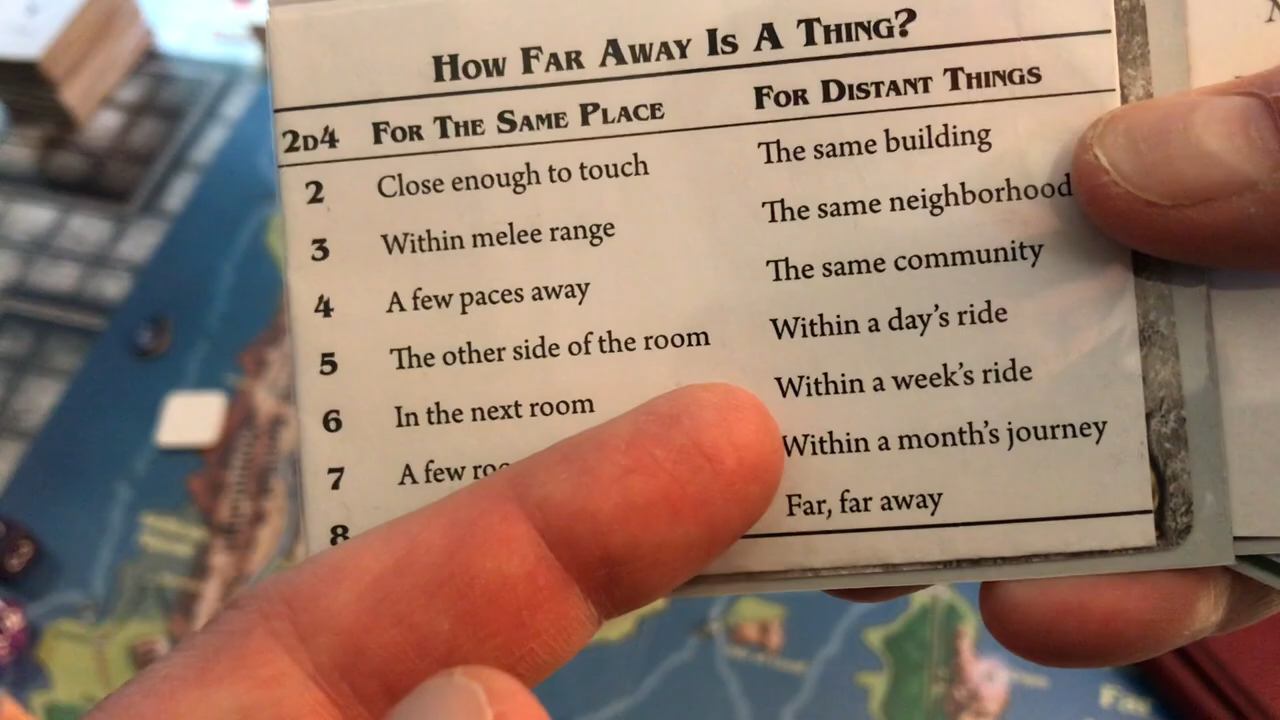 How Far Away Is A Thing?
2d4 For The Same Place For Distant Things
2 Close enough to touch The same building
3 Within melee range The same neighborhood
4 A few paces away The same community
5 The other side of the room Within a day's ride
6 In the next room Within a week's ride
7 A few Within a month's journey
8 Far, far away